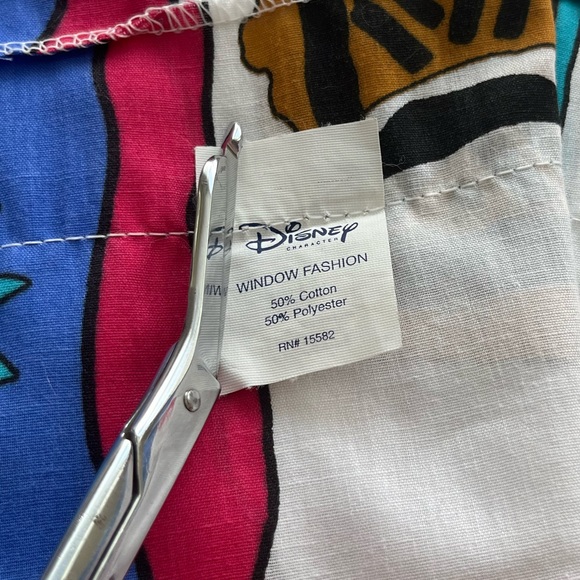 Disney
CHARACTER
WINDOW FASHION
50% Cotton
50% Polyester
RN# 15582